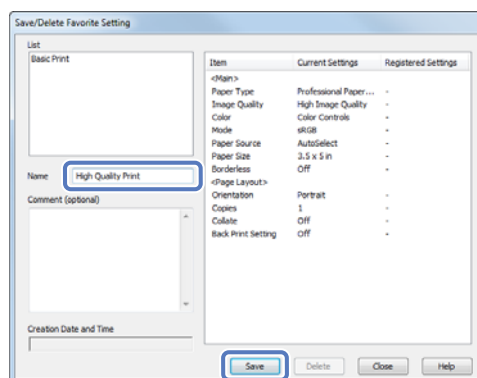 Save/Delete Favorite Setting
List
Basic Print
Name High Quality Print
Comment (optional)
Creation Date and Time
Item Current Settings Registered Settings
<Main>
Paper Type Professional Paper... -
Image Quality High Image Quality -
Color Color Controls -
Mode sRGB -
Paper Source AutoSelect -
Paper Size 3.5 x 5 in -
Borderless Off -
<Page Layout>
Orientation Portrait -
Copies 1 -
Collate Off -
Back Print Setting Off -
Save Delete Close Help